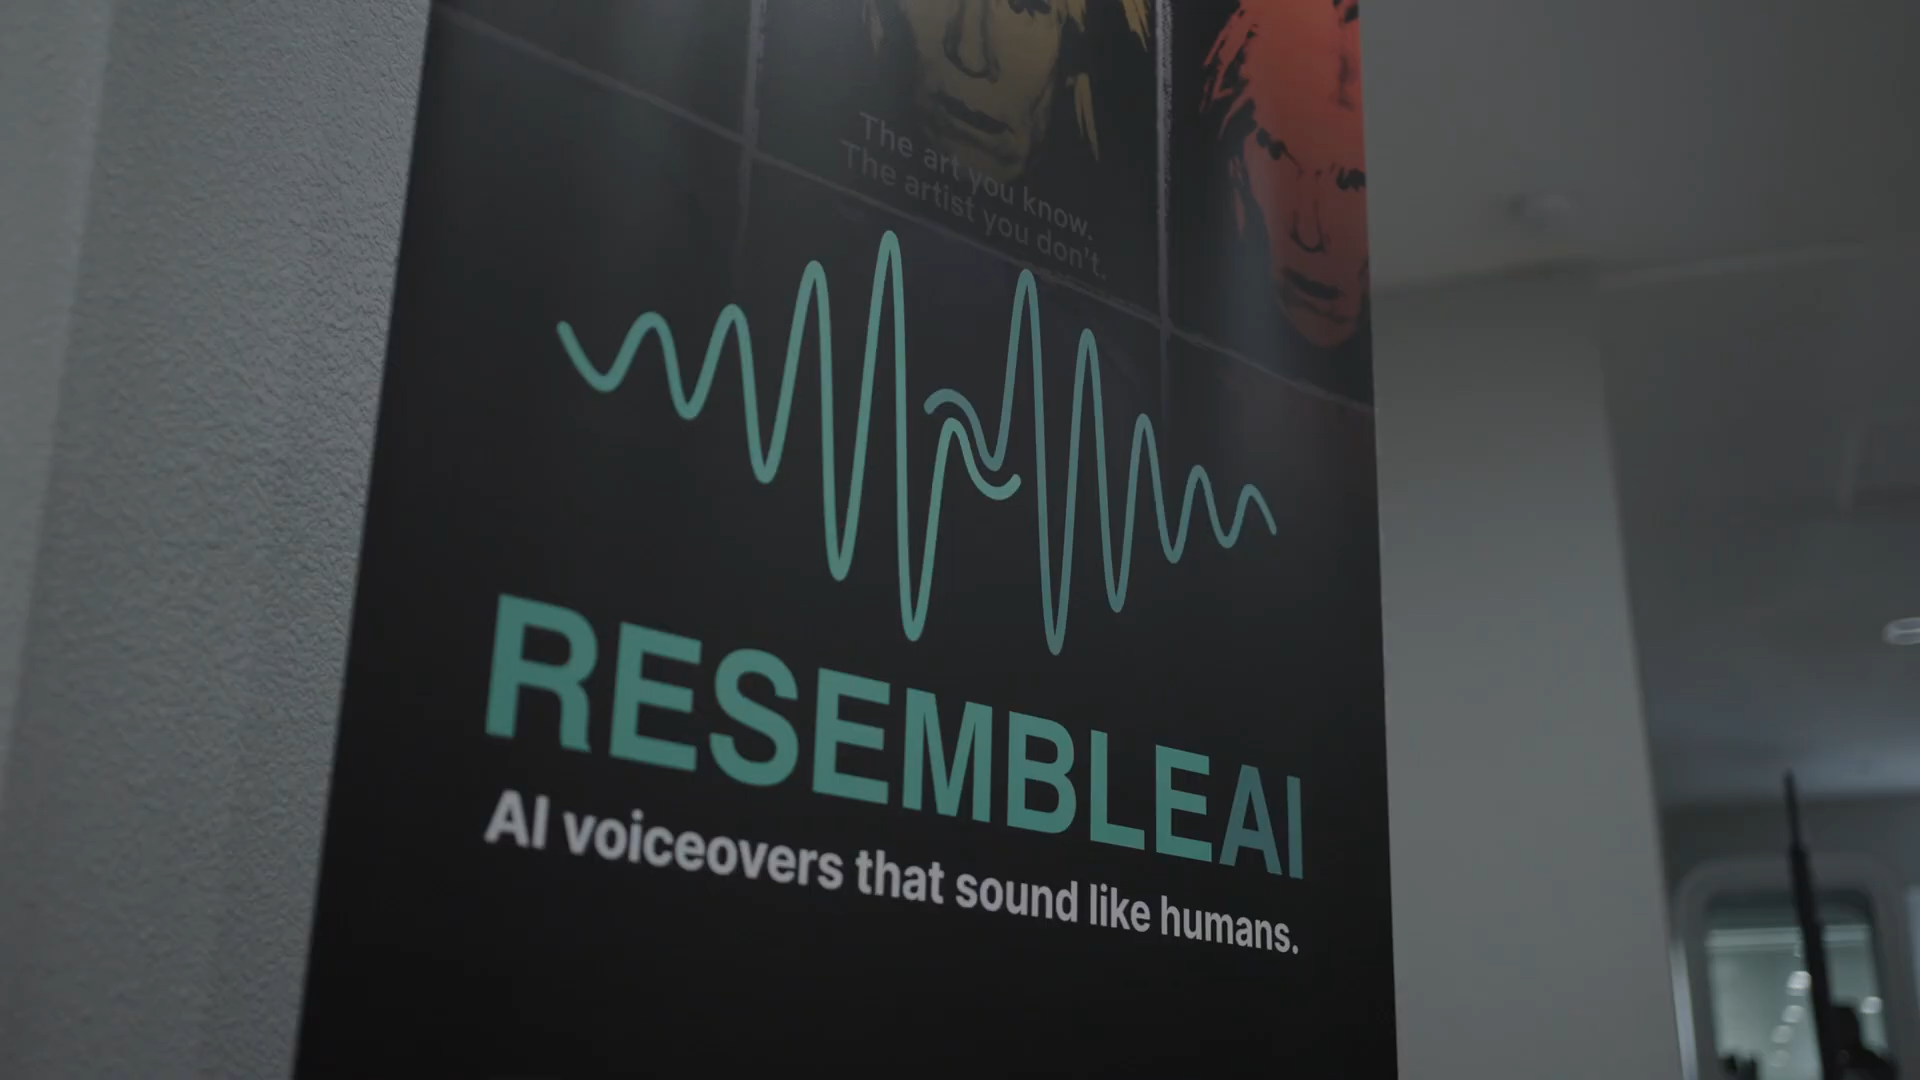 The art you know.
The artist you don't.
RESEMBLEAI
AI voiceovers that sound like humans.